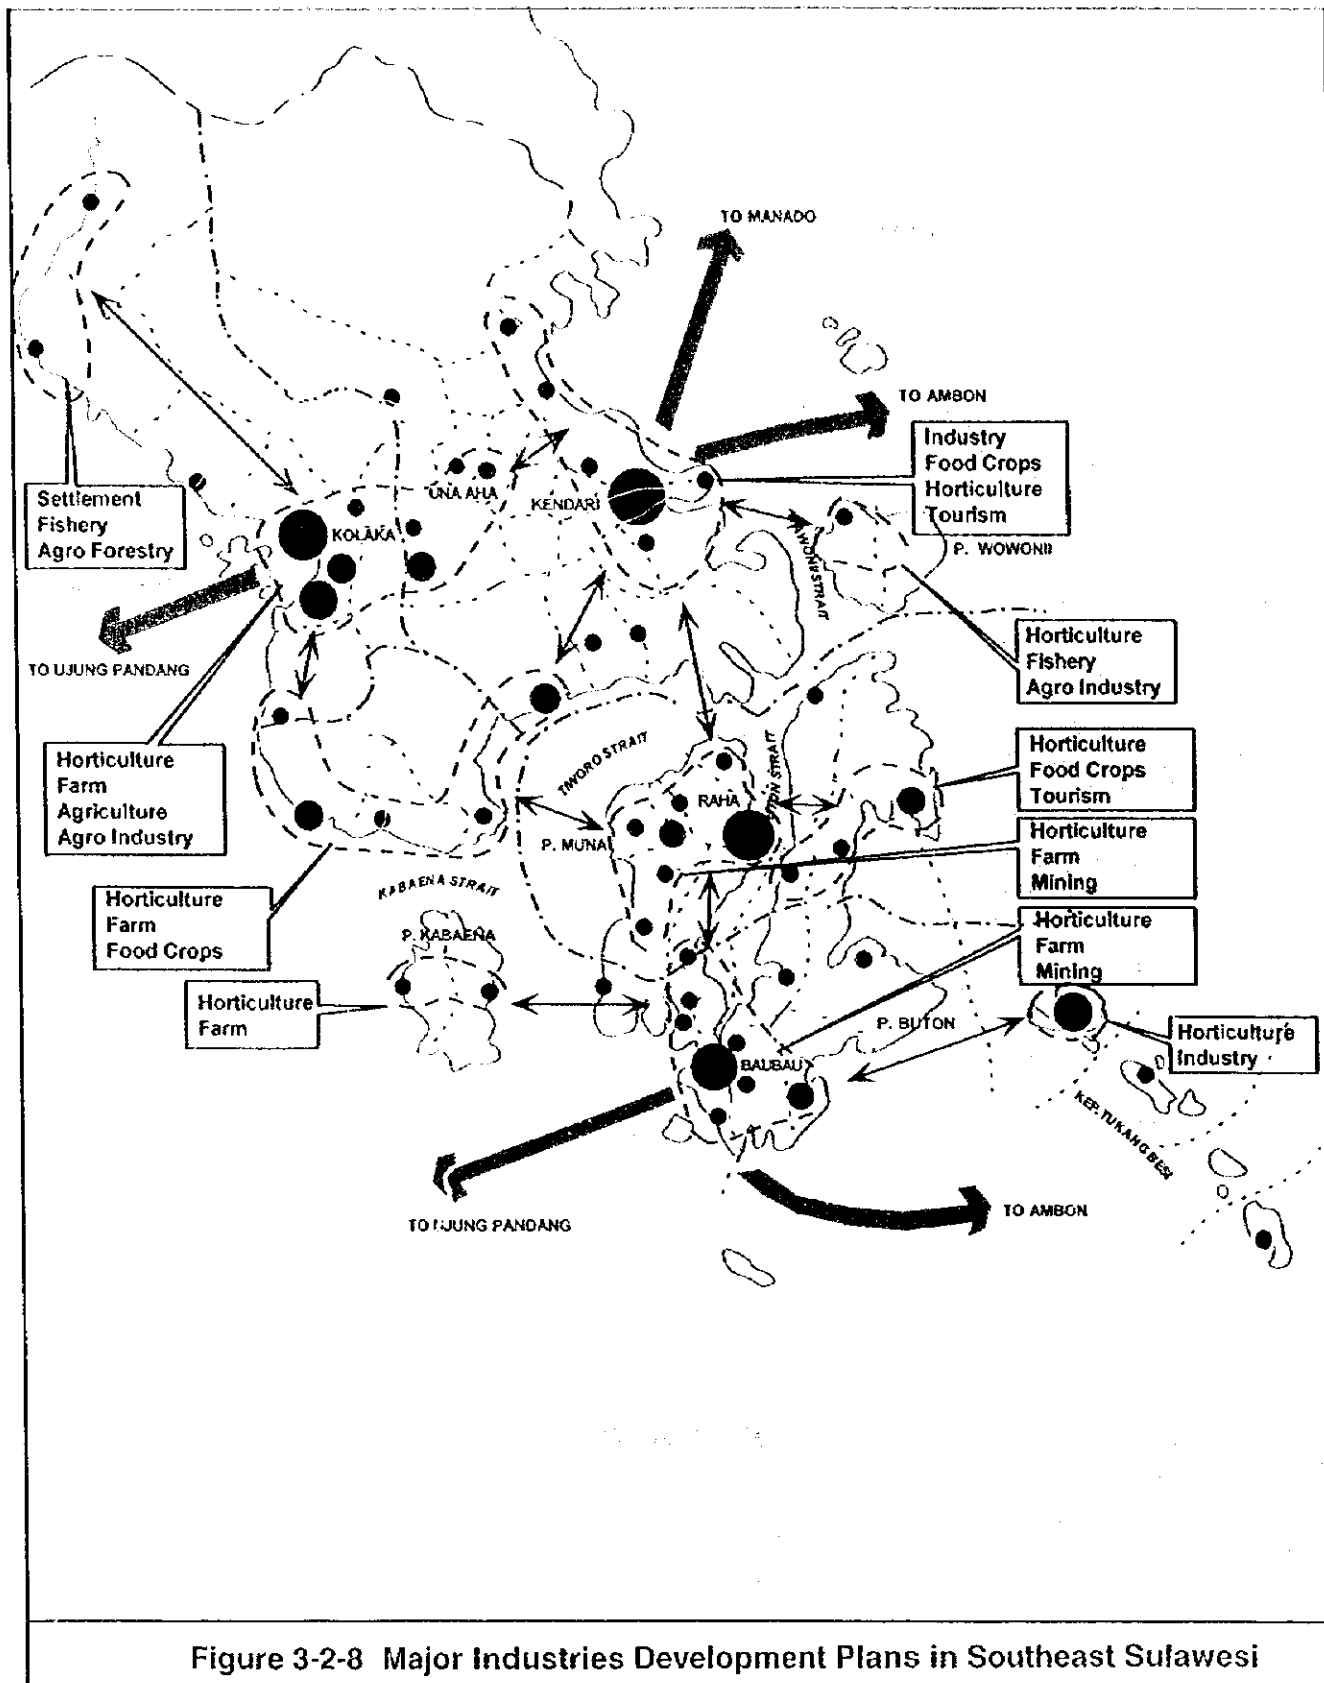 TO MANADO
TO AMBON
Industry
Food Crops
Horticulture
Tourism
UNA AHA
KENDARI
Settlement
Fishery
Agro Forestry
KOLAKA
P. WOWONII
TO UJUNG PANDANG
Horticulture
Fishery
Agro Industry
Horticulture
Farm
Agriculture
Agro Industry
TIWORO STRAIT
Horticulture
Food Crops
Tourism
RAHA
P. MUNA
Horticulture
Farm
Mining
KABAENA STRAIT
Horticulture
Farm
Food Crops
P. KABAENA
Horticulture
Farm
Mining
Horticulture
Farm
P. BUTON
Horticulture
Industry
BAUBAU
KEP. TUKANG BESI
TO UJUNG PANDANG
TO AMBON
Figure 3-2-8 Major Industries Development Plans in Southeast Sulawesi